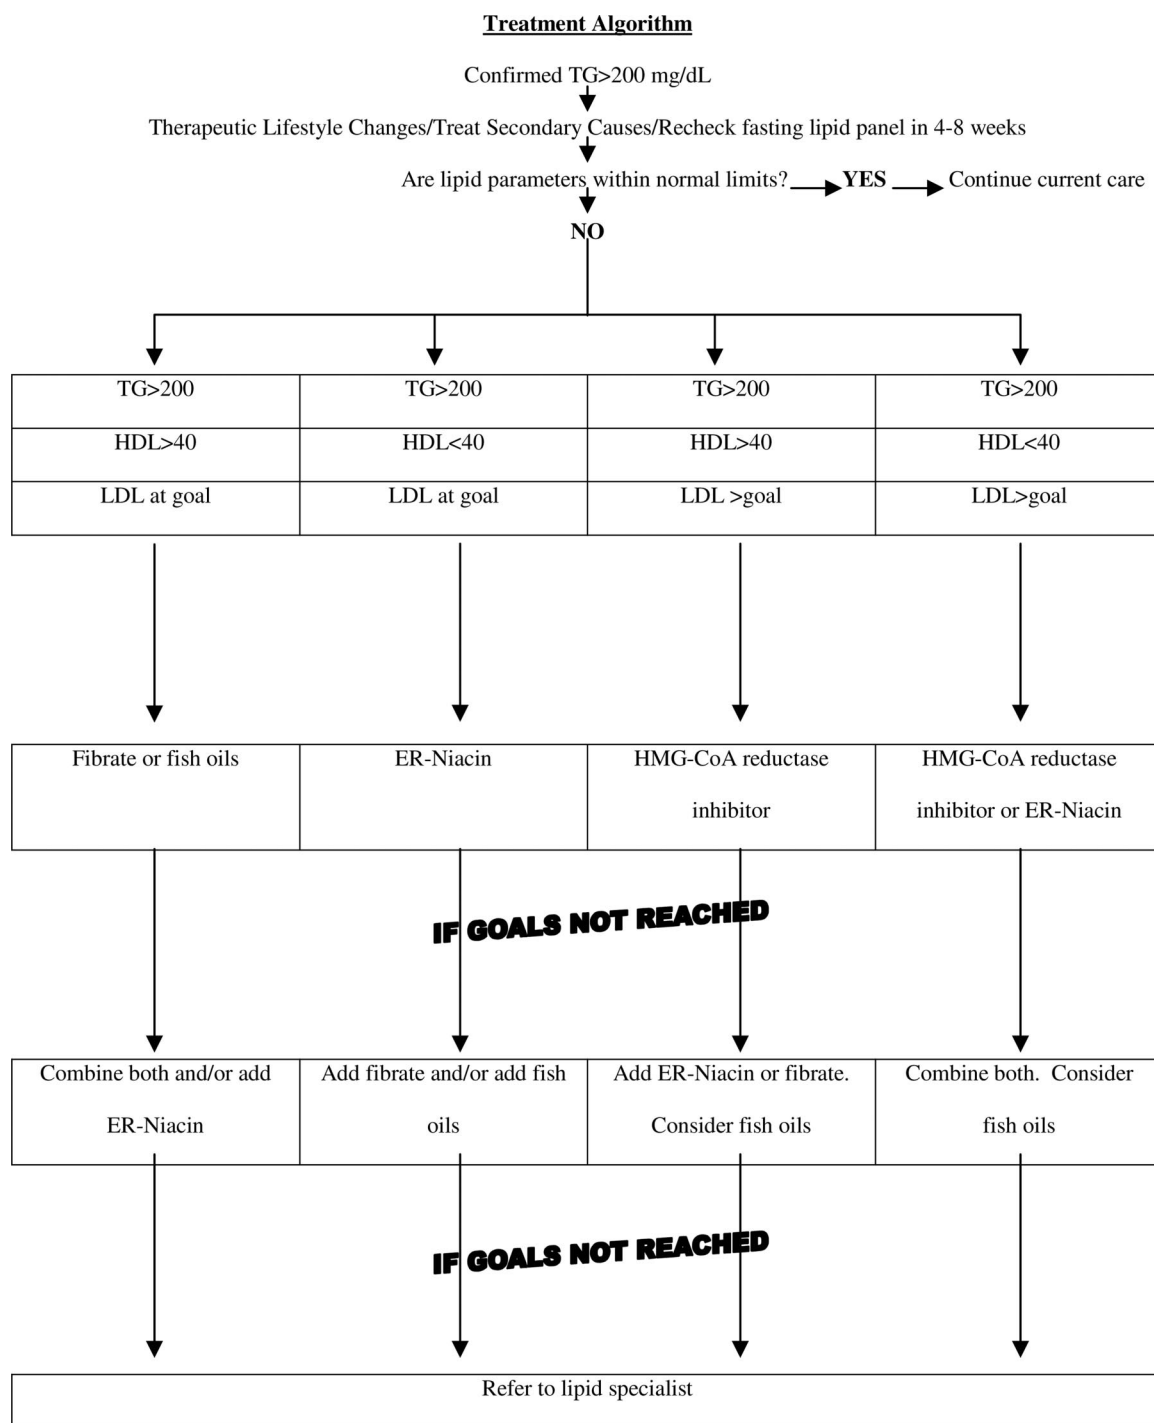 Treatment Algorithm
Confirmed TG>200 mg/dL
Therapeutic Lifestyle Changes/Treat Secondary Causes/Recheck fasting lipid panel in 4-8 weeks
Are lipid parameters within normal limits? YES Continue current care
NO
TG>200 TG>200 TG>200 TG>200
HDL>40 HDL<40 HDL>40 HDL<40
LDL at goal LDL at goal LDL >goal LDL>goal
Fibrate or fish oils ER-Niacin HMG-CoA reductase HMG-CoA reductase
inhibitor inhibitor or ER-Niacin
IF GOALS NOT REACHED
Combine both and/or add Add fibrate and/or add fish Add ER-Niacin or fibrate. Combine both. Consider
ER-Niacin oils Consider fish oils fish oils
IF GOALS NOT REACHED
Refer to lipid specialist